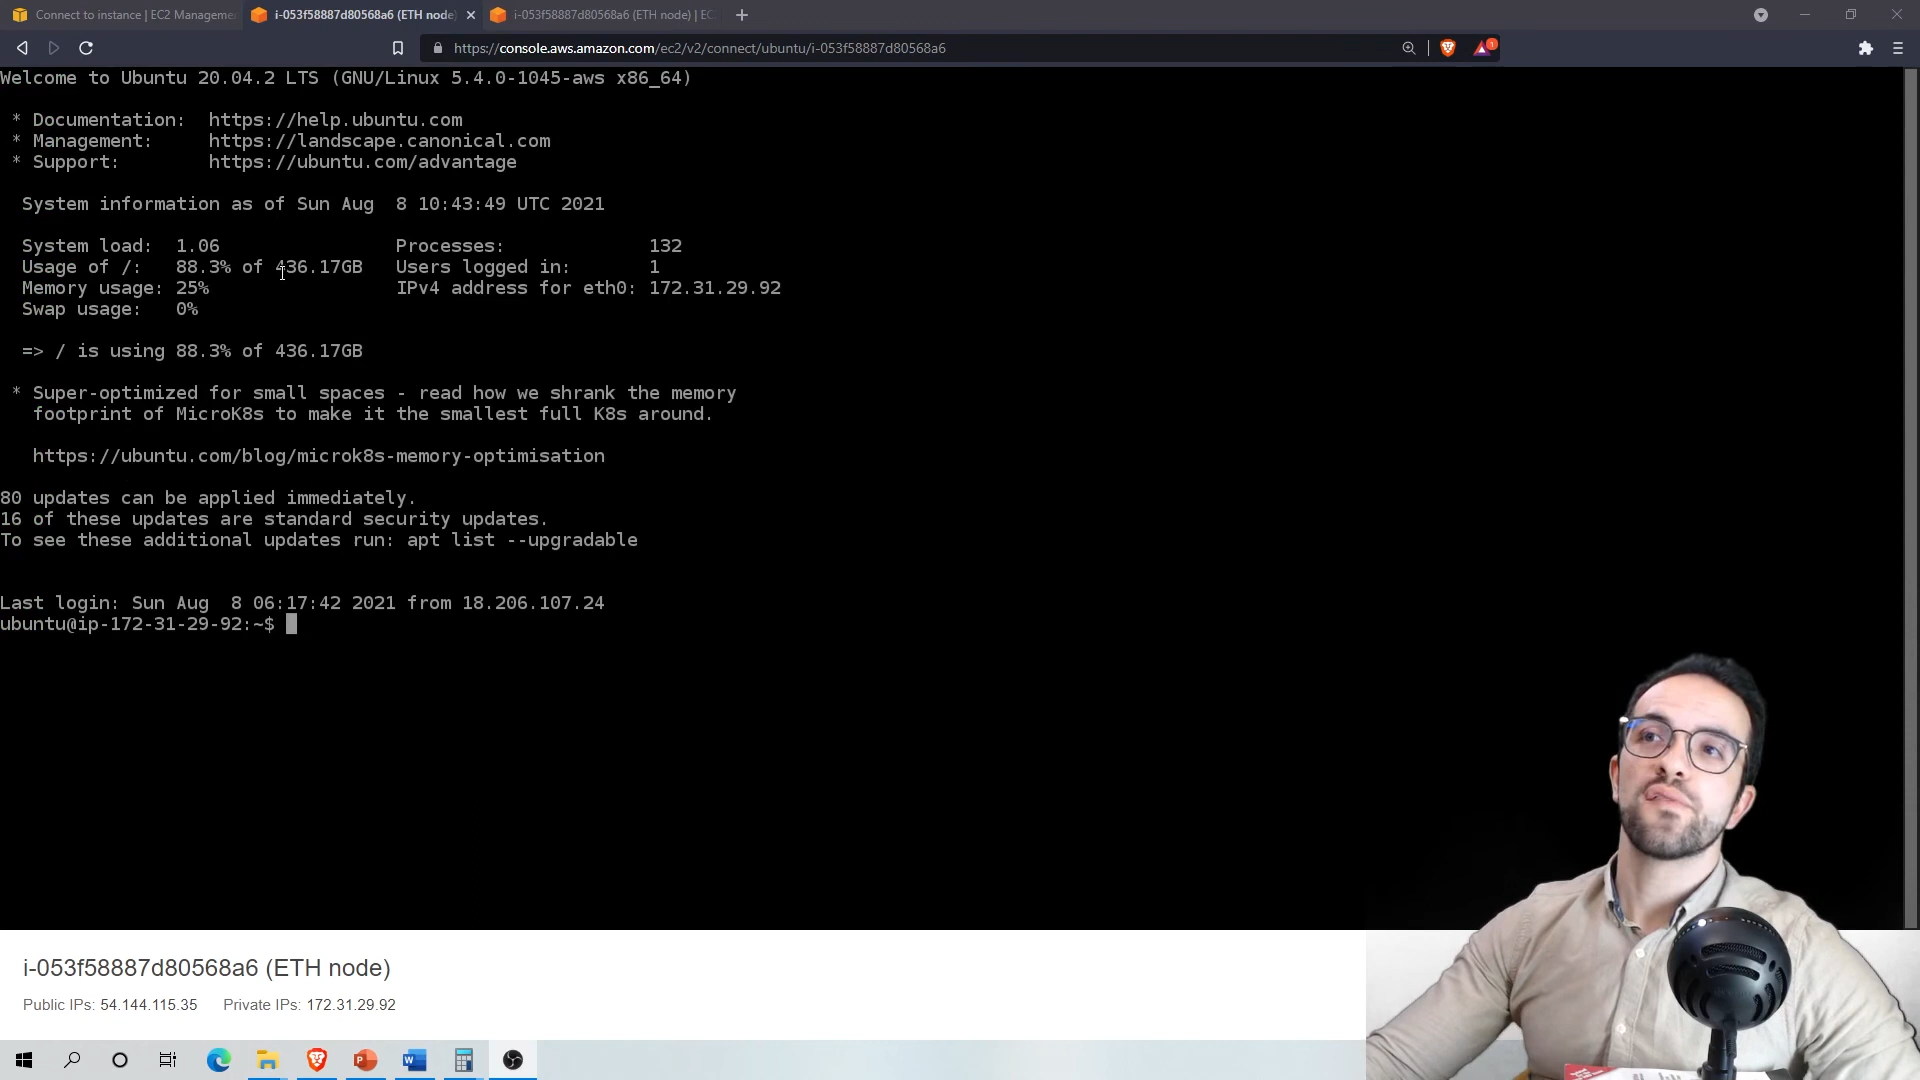 Connect to instance | EC2 Manageme
i-053f58887d80568a6 (ETH node)
i-053f58887d80568a6 (ETH node) | EC
https://console.aws.amazon.com/ec2/v2/connect/ubuntu/i-053f58887d80568a6
1
Welcome to Ubuntu 20.04.2 LTS (GNU/Linux 5.4.0-1045-aws x86_64)
* Documentation: https://help.ubuntu.com
* Management: https://landscape.canonical.com
* Support: https://ubuntu.com/advantage
System information as of Sun Aug 8 10:43:49 UTC 2021
System load: 1.06 Processes: 132
Usage of /: 88.3% of 436.17GB Users logged in: 1
Memory usage: 25% IPv4 address for eth0: 172.31.29.92
Swap usage: 0%
=> / is using 88.3% of 436.17GB
* Super-optimized for small spaces - read how we shrank the memory
footprint of MicroK8s to make it the smallest full K8s around.
https://ubuntu.com/blog/microk8s-memory-optimisation
80 updates can be applied immediately.
16 of these updates are standard security updates.
To see these additional updates run: apt list --upgradable
Last login: Sun Aug 8 06:17:42 2021 from 18.206.107.24
ubuntu@ip-172-31-29-92:~$
i-053f58887d80568a6 (ETH node)
Public IPs: 54.144.115.35 Private IPs: 172.31.29.92